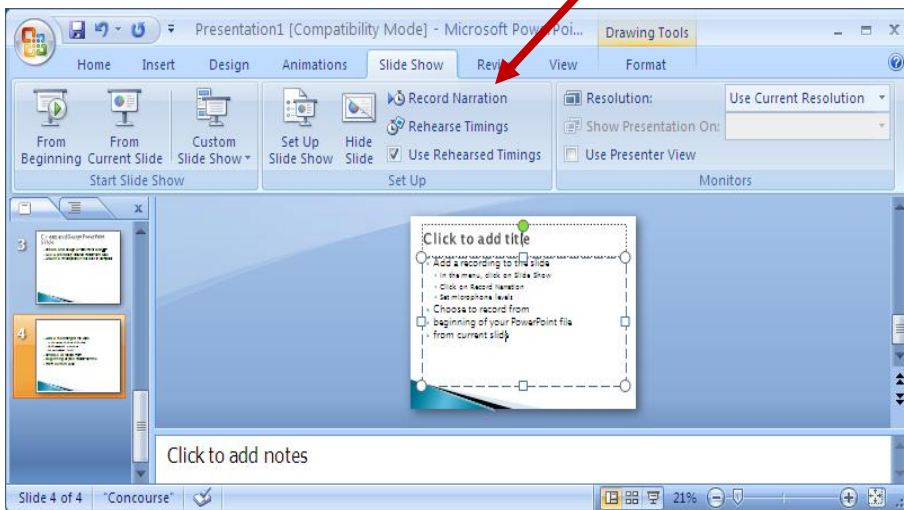 Presentation1 [Compatibility Mode] - Microsoft PowerPoi...
Drawing Tools
Home Insert Design Animations Slide Show Revi View Format
From Beginning
From Current Slide
Custom Slide Show
Start Slide Show
Set Up Slide Show
Hide Slide
Record Narration
Rehearse Timings
Use Rehearsed Timings
Set Up
Resolution: Use Current Resolution
Show Presentation On:
Use Presenter View
Monitors
3
4
Click to add title
Add a recording to the slide
In the menu, click on Slide Show
Click on Record Narration
Set microphone levels
Choose to record from
beginning of your PowerPoint file
from current slide
Click to add notes
Slide 4 of 4 "Concourse" 21%